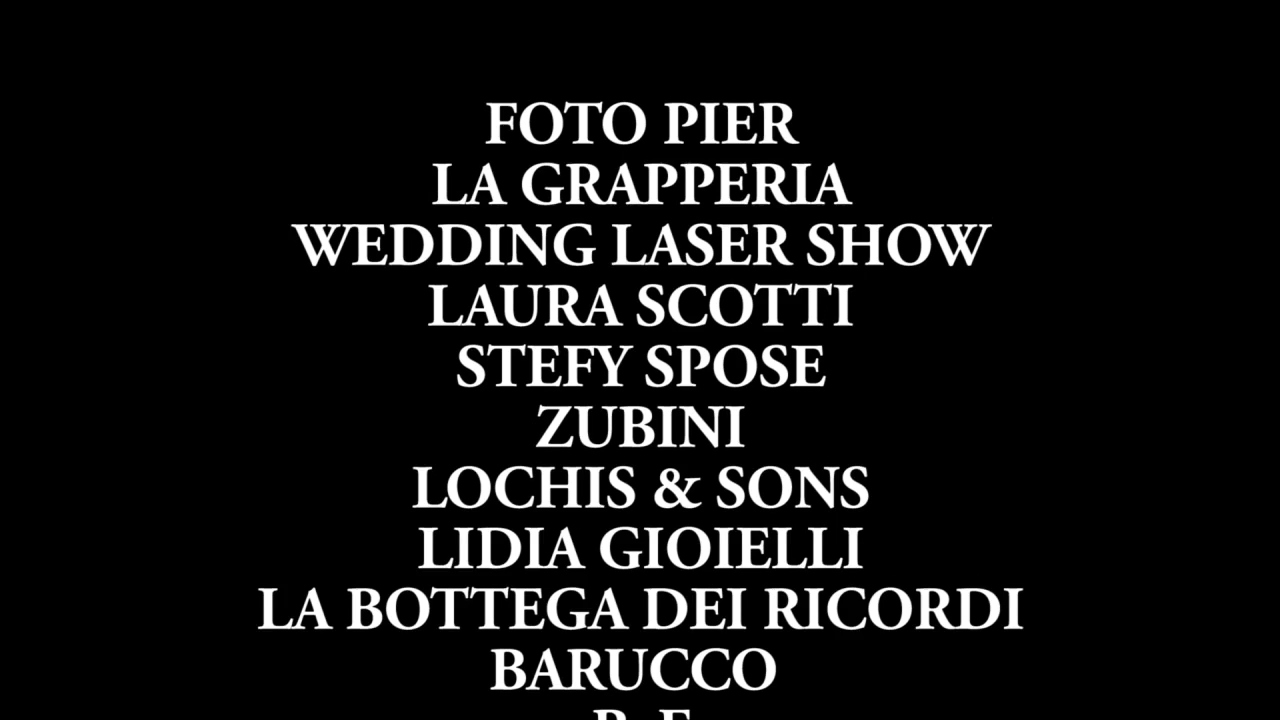 FOTO PIER
LA GRAPPERIA
WEDDING LASER SHOW
LAURA SCOTTI
STEFY SPOSE
ZUBINI
LOCHIS & SONS
LIDIA GIOIELLI
LA BOTTEGA DEI RICORDI
BARUCCO